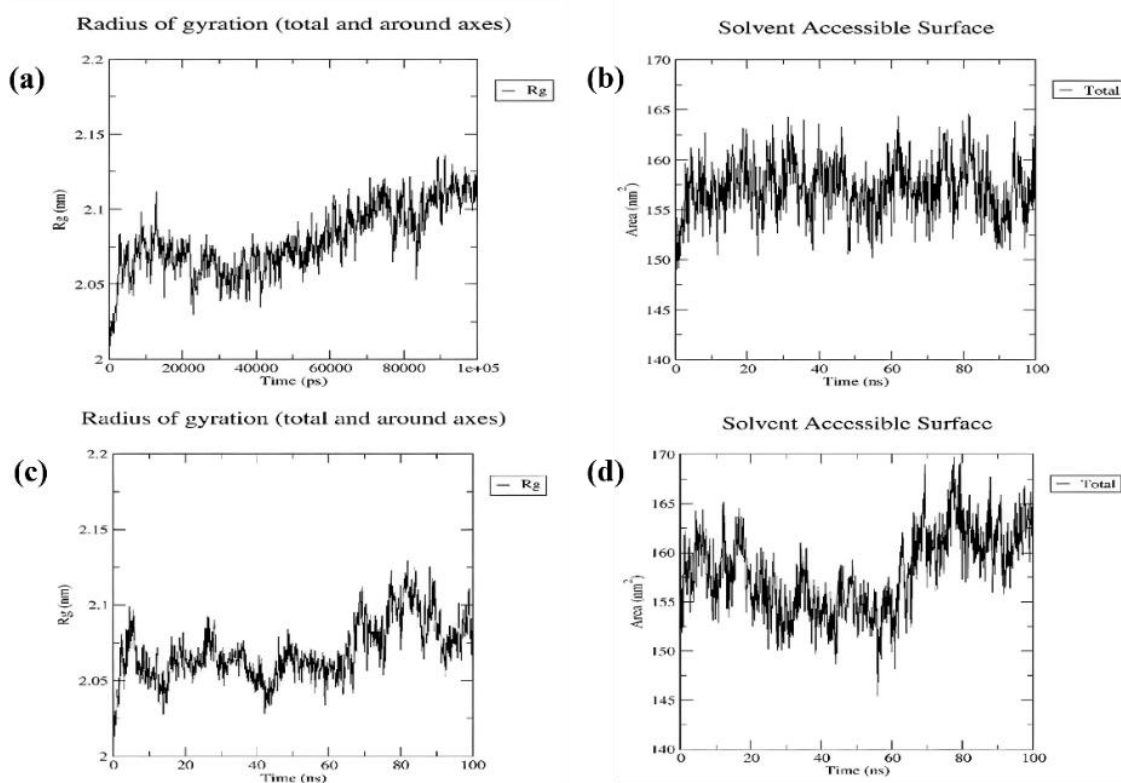 Radius of gyration (total and around axes)
(a)
2.2
2.15
2.1
2.05
2
Rg (nm)
0 20000 40000 60000 80000 1e+05
Time (ps)
Rg
Solvent Accessible Surface
(b)
170
165
160
155
150
145
140
Area (nm²)
0 20 40 60 80 100
Time (ns)
Total
Radius of gyration (total and around axes)
(c)
2.2
2.15
2.1
2.05
2
Rg (nm)
0 20 40 60 80 100
Time (ns)
Rg
Solvent Accessible Surface
(d)
170
165
160
155
150
145
140
Area (nm²)
0 20 40 60 80 100
Time (ns)
Total